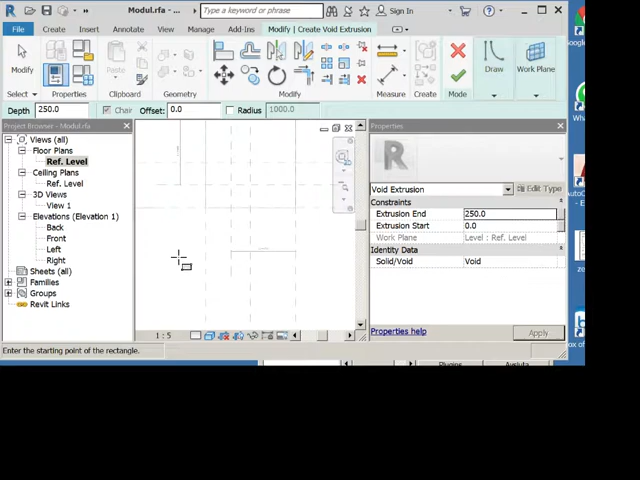 Modul.rfa - ...
Type a keyword or phrase
Sign In
File Create Insert Annotate View Manage Add-Ins Modify | Create Void Extrusion
Modify
Paste
Draw
Work Plane
Select
Properties
Clipboard
Geometry
Modify
Measure
Create
Mode
Depth 250.0 Chair Offset: 0.0 Radius 1000.0
Project Browser - Modul.rfa
Views (all)
Floor Plans
Ref. Level
Ceiling Plans
Ref. Level
3D Views
View 1
Elevations (Elevation 1)
Back
Front
Left
Right
Sheets (all)
Families
Groups
Revit Links
1 : 5
Properties
Void Extrusion
Edit Type
Constraints
Extrusion End 250.0
Extrusion Start 0.0
Work Plane Level : Ref. Level
Identity Data
Solid/Void Void
Properties help
Apply
Enter the starting point of the rectangle.
Google